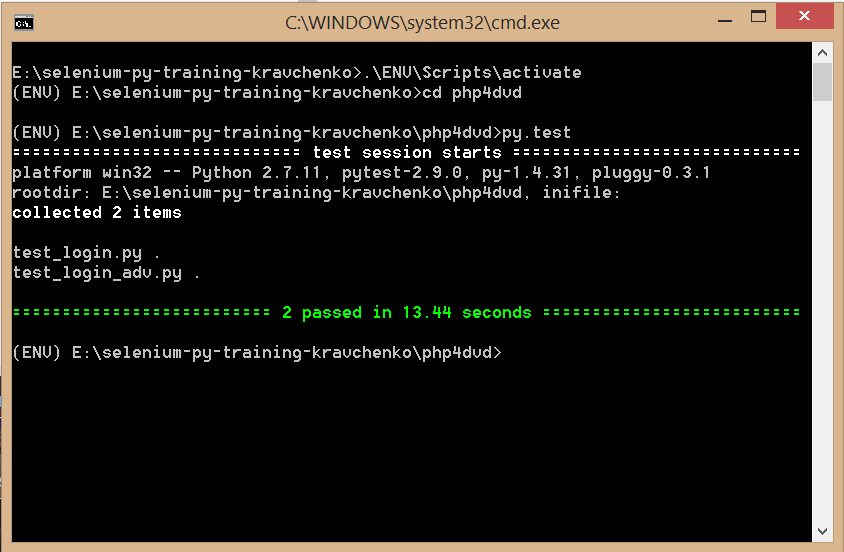 C:\WINDOWS\system32\cmd.exe
E:\selenium-py-training-kravchenko>.\ENV\Scripts\activate
(ENV) E:\selenium-py-training-kravchenko>cd php4dvd
(ENV) E:\selenium-py-training-kravchenko\php4dvd>py.test
============================= test session starts =============================
platform win32 -- Python 2.7.11, pytest-2.9.0, py-1.4.31, pluggy-0.3.1
rootdir: E:\selenium-py-training-kravchenko\php4dvd, inifile:
collected 2 items
test_login.py .
test_login_adv.py .
========================== 2 passed in 13.44 seconds ==========================
(ENV) E:\selenium-py-training-kravchenko\php4dvd>